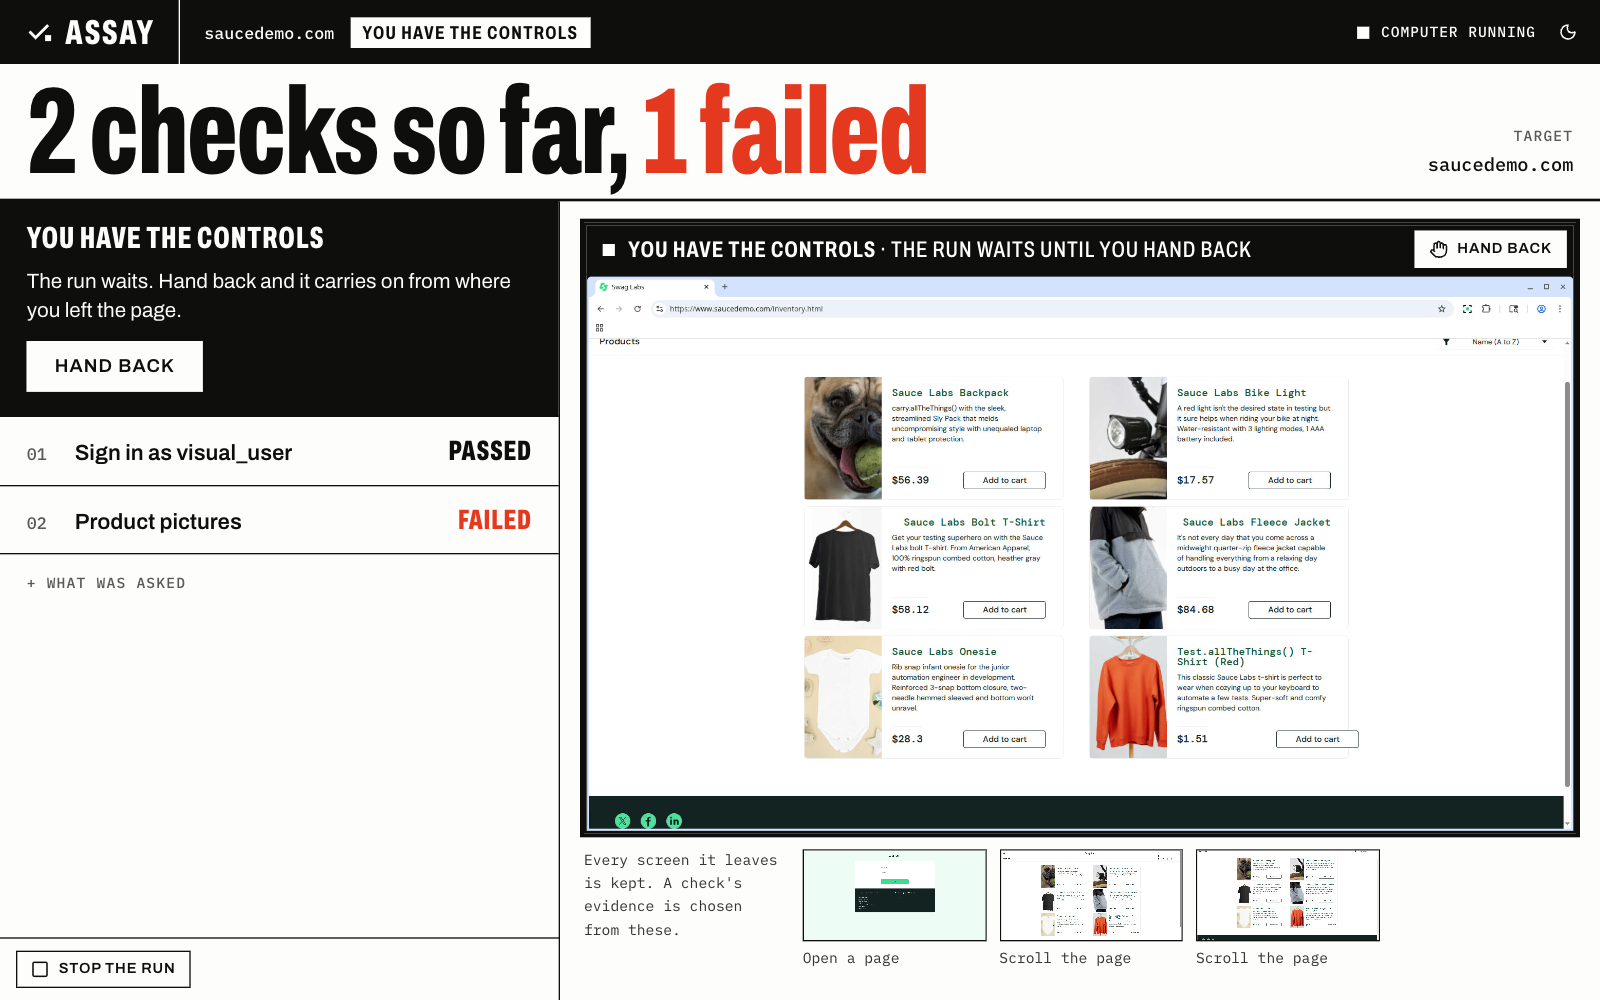 ASSAY
saucedemo.com
YOU HAVE THE CONTROLS
COMPUTER RUNNING
2 checks so far, 1 failed
TARGET
saucedemo.com
YOU HAVE THE CONTROLS
The run waits. Hand back and it carries on from where
you left the page.
HAND BACK
01 Sign in as visual_user PASSED
02 Product pictures FAILED
+ WHAT WAS ASKED
STOP THE RUN
YOU HAVE THE CONTROLS · THE RUN WAITS UNTIL YOU HAND BACK
HAND BACK
Swag Labs
https://www.saucedemo.com/inventory.html
Products
Name (A to Z)
Sauce Labs Backpack
carry.allTheThings() with the sleek,
streamlined Sly Pack that melds
uncompromising style with unequaled laptop
and tablet protection.
$56.39
Add to cart
Sauce Labs Bike Light
A red light isn't the desired state in testing but
it sure helps when riding your bike at night.
Water-resistant with 3 lighting modes, 1 AAA
battery included.
$17.57
Add to cart
Sauce Labs Bolt T-Shirt
Get your testing superhero on with the Sauce
Labs bolt T-shirt. From American Apparel,
100% ringspun combed cotton, heather gray
with red bolt.
$58.12
Add to cart
Sauce Labs Fleece Jacket
It's not every day that you come across a
midweight quarter-zip fleece jacket capable
of handling everything from a relaxing day
outdoors to a busy day at the office.
$84.68
Add to cart
Sauce Labs Onesie
Rib snap infant onesie for the junior
automation engineer in development.
Reinforced 3-snap bottom closure, two-
needle hemmed sleeved and bottom won't
unravel.
$28.3
Add to cart
Test.allTheThings() T-
Shirt (Red)
This classic Sauce Labs t-shirt is perfect to
wear when cozying up to your keyboard to
automate a few tests. Super-soft and comfy
ringspun combed cotton.
$1.51
Add to cart
Every screen it leaves
is kept. A check's
evidence is chosen
from these.
Open a page
Scroll the page
Scroll the page